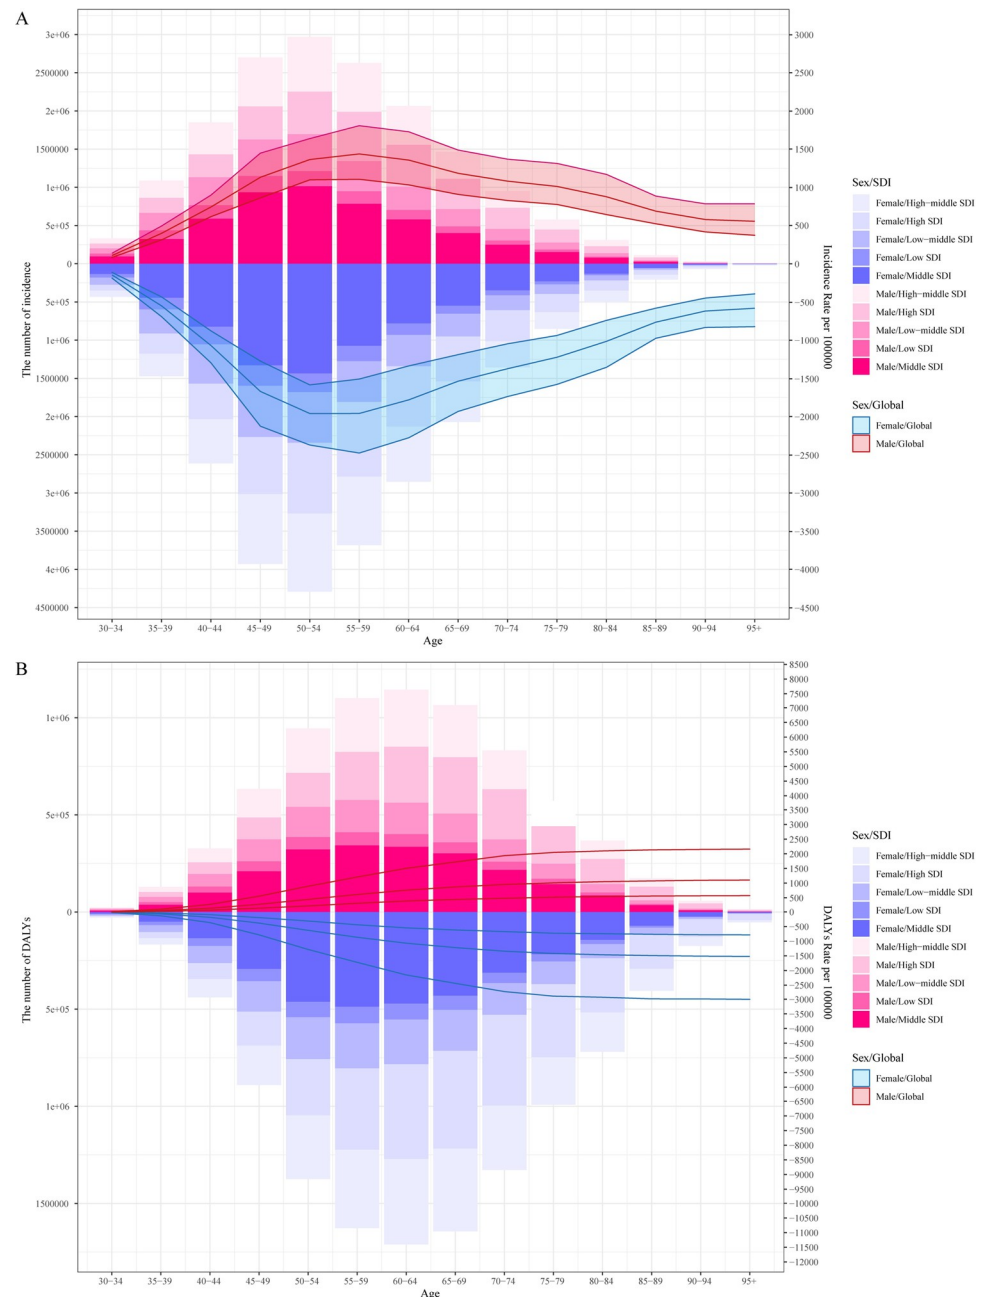 A
3e+06
2500000
2e+06
1500000
1e+06
5e+05
0
5e+05
1e+06
1500000
2e+06
2500000
3e+06
3500000
4e+06
4500000
The number of incidence
3000
2500
2000
1500
1000
500
0
−500
−1000
−1500
−2000
−2500
−3000
−3500
−4000
−4500
Incidence Rate per 100000
30−34 35−39 40−44 45−49 50−54 55−59 60−64 65−69 70−74 75−79 80−84 85−89 90−94 95+
Age
Sex/SDI
Female/High−middle SDI
Female/High SDI
Female/Low−middle SDI
Female/Low SDI
Female/Middle SDI
Male/High−middle SDI
Male/High SDI
Male/Low−middle SDI
Male/Low SDI
Male/Middle SDI
Sex/Global
Female/Global
Male/Global
B
1e+06
5e+05
0
5e+05
1e+06
1500000
The number of DALYs
8500
8000
7500
7000
6500
6000
5500
5000
4500
4000
3500
3000
2500
2000
1500
1000
500
0
−500
−1000
−1500
−2000
−2500
−3000
−3500
−4000
−4500
−5000
−5500
−6000
−6500
−7000
−7500
−8000
−8500
−9000
−9500
−10000
−10500
−11000
−11500
−12000
DALYs Rate per 100000
30−34 35−39 40−44 45−49 50−54 55−59 60−64 65−69 70−74 75−79 80−84 85−89 90−94 95+
Age
Sex/SDI
Female/High−middle SDI
Female/High SDI
Female/Low−middle SDI
Female/Low SDI
Female/Middle SDI
Male/High−middle SDI
Male/High SDI
Male/Low−middle SDI
Male/Low SDI
Male/Middle SDI
Sex/Global
Female/Global
Male/Global